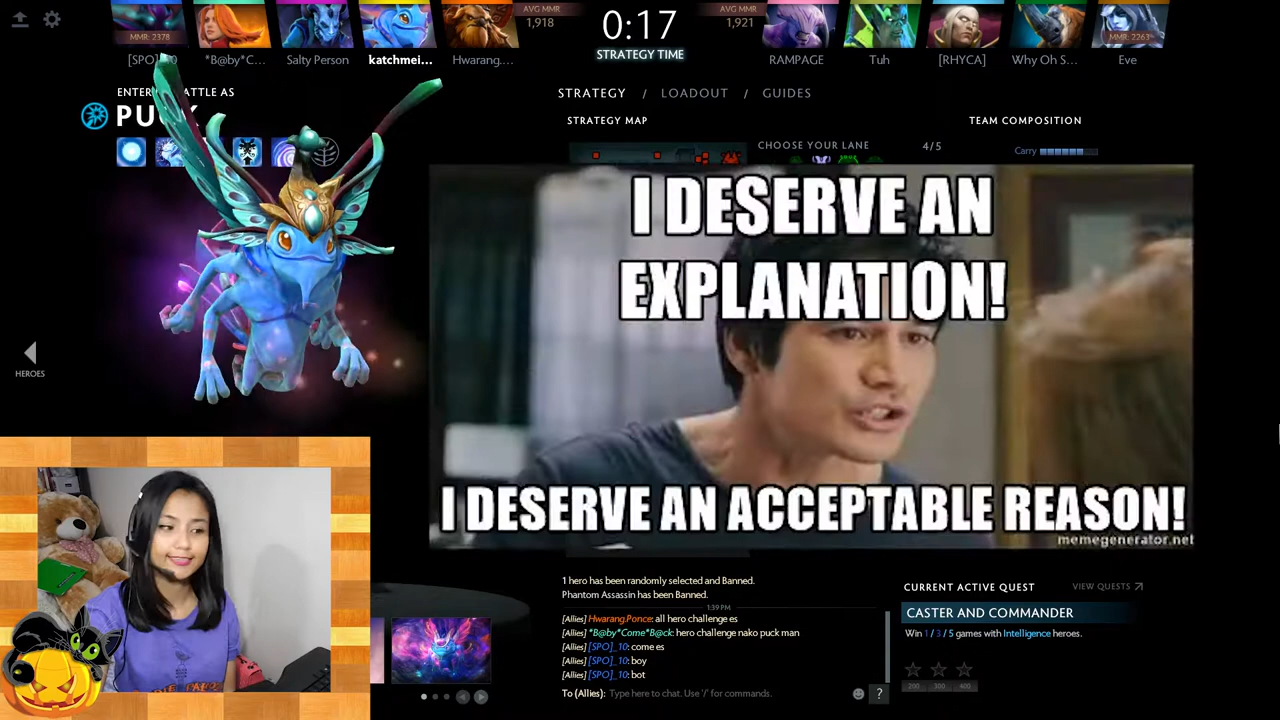 AVG MMR
1,918
0:17
STRATEGY TIME
AVG MMR
1,921
MMR: 2378
MMR: 2263
*B@by*C...
Salty Person
katchmei...
Hwarang....
RAMPAGE
Tuh
[RHYCA]
Why Oh S...
Eve
STRATEGY / LOADOUT / GUIDES
STRATEGY MAP
TEAM COMPOSITION
CHOOSE YOUR LANE
4/5
Carry
HEROES
I DESERVE AN
EXPLANATION!
I DESERVE AN ACCEPTABLE REASON!
memegenerator.net
1 hero has been randomly selected and Banned.
Phantom Assassin has been Banned.
1:39 PM
[Allies] Hwarang.Ponce: all hero challenge es
[Allies] *B@by*Come*B@ck: hero challenge nako puck man
[Allies] [SPO]_10: come es
[Allies] [SPO]_10: boy
[Allies] [SPO]_10: bot
To (Allies): Type here to chat. Use '/' for commands.
?
CURRENT ACTIVE QUEST
VIEW QUESTS
CASTER AND COMMANDER
Win 1 / 3 / 5 games with Intelligence heroes.
200 300 400